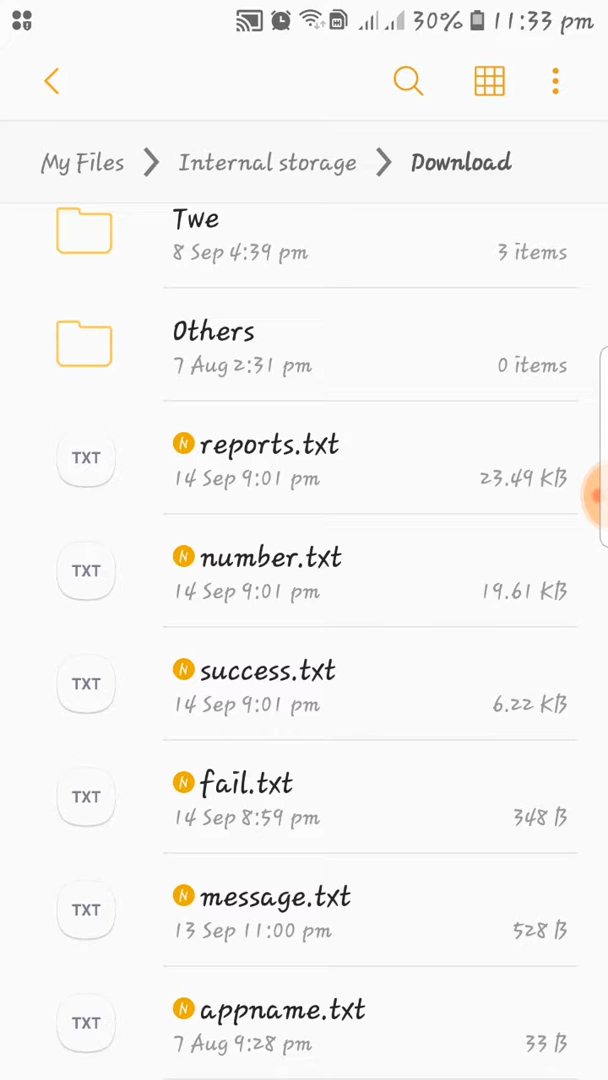 30% 11:33 pm
My Files Internal storage Download
Twe
8 Sep 4:39 pm 3 items
Others
7 Aug 2:31 pm 0 items
TXT N reports.txt
14 Sep 9:01 pm 23.49 KB
TXT N number.txt
14 Sep 9:01 pm 19.61 KB
TXT N success.txt
14 Sep 9:01 pm 6.22 KB
TXT N fail.txt
14 Sep 8:59 pm 348 B
TXT N message.txt
13 Sep 11:00 pm 528 B
TXT N appname.txt
7 Aug 9:28 pm 33 B